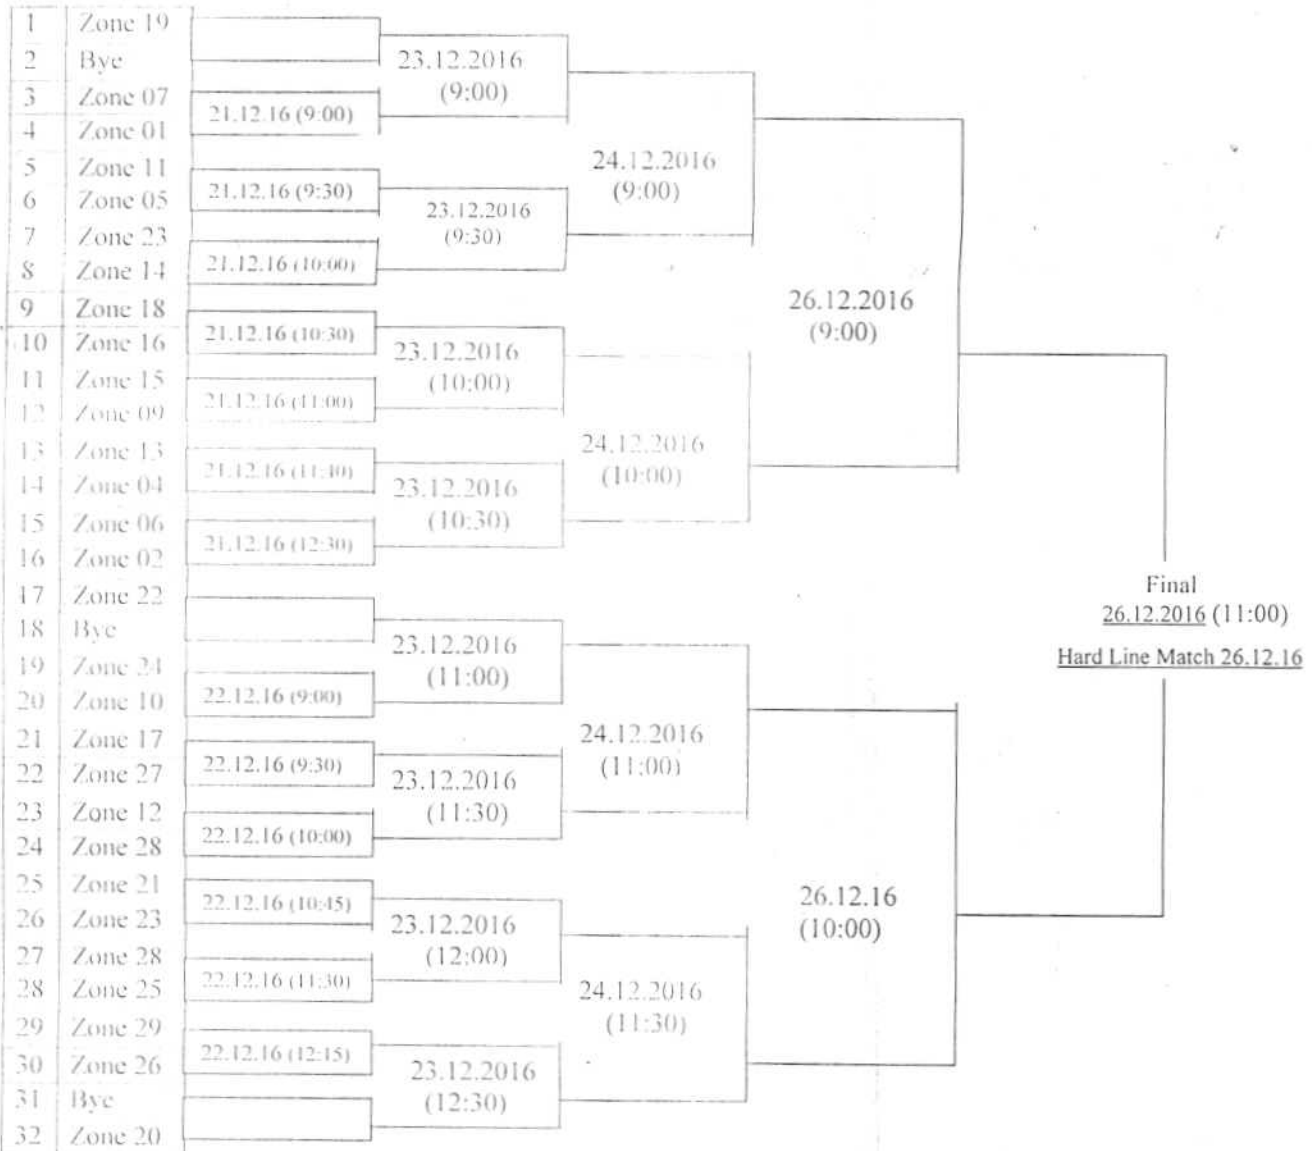 1 Zone 19
2 Bye
3 Zone 07
4 Zone 01
5 Zone 11
6 Zone 05
7 Zone 23
8 Zone 14
9 Zone 18
10 Zone 16
11 Zone 15
12 Zone 09
13 Zone 13
14 Zone 04
15 Zone 06
16 Zone 02
17 Zone 22
18 Bye
19 Zone 24
20 Zone 10
21 Zone 17
22 Zone 27
23 Zone 12
24 Zone 28
25 Zone 21
26 Zone 23
27 Zone 28
28 Zone 25
29 Zone 29
30 Zone 26
31 Bye
32 Zone 20
21.12.16 (9:00)
21.12.16 (9:30)
21.12.16 (10:00)
21.12.16 (10:30)
21.12.16 (11:00)
21.12.16 (11:40)
21.12.16 (12:30)
22.12.16 (9:00)
22.12.16 (9:30)
22.12.16 (10:00)
22.12.16 (10:45)
22.12.16 (11:30)
22.12.16 (12:15)
23.12.2016
(9:00)
23.12.2016
(9:30)
23.12.2016
(10:00)
23.12.2016
(10:30)
23.12.2016
(11:00)
23.12.2016
(11:30)
23.12.2016
(12:00)
23.12.2016
(12:30)
24.12.2016
(9:00)
24.12.2016
(10:00)
24.12.2016
(11:00)
24.12.2016
(11:30)
26.12.2016
(9:00)
26.12.16
(10:00)
Final
26.12.2016 (11:00)
Hard Line Match 26.12.16